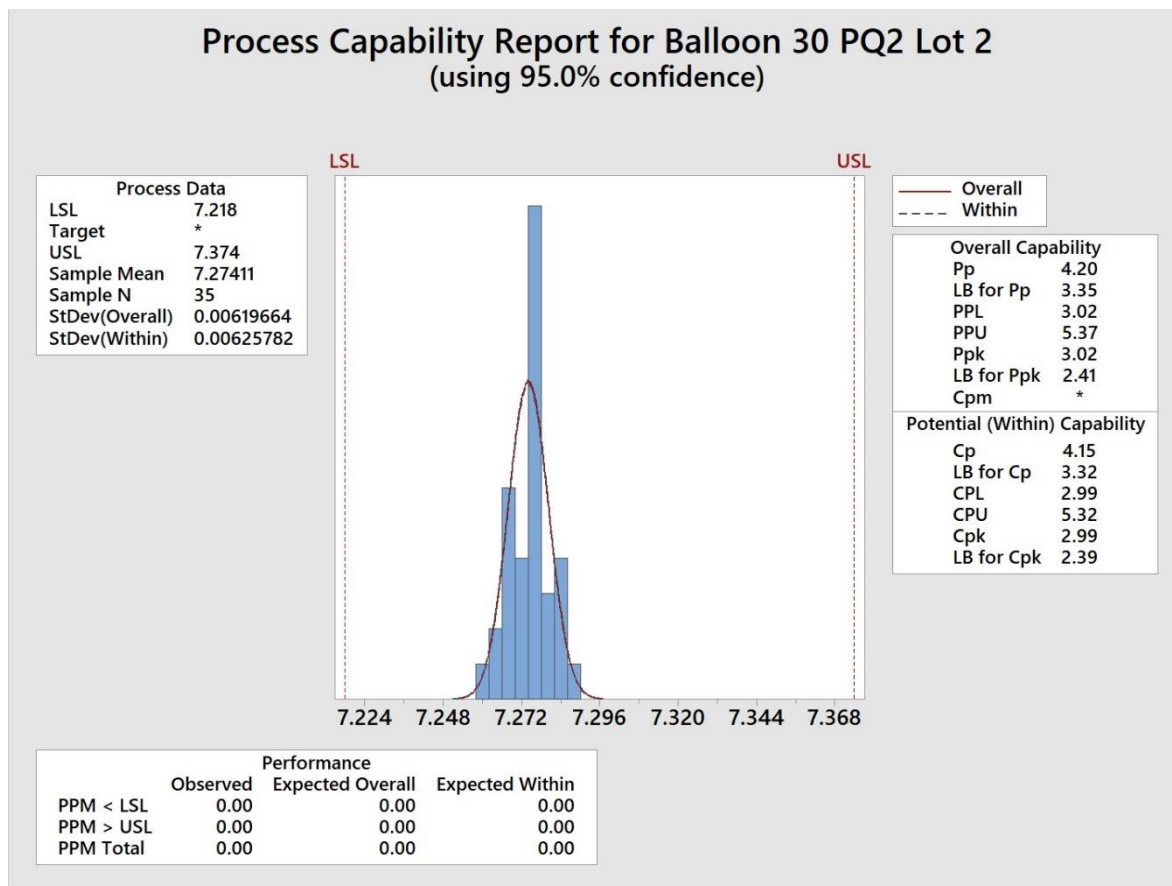 Process Capability Report for Balloon 30 PQ2 Lot 2
(using 95.0% confidence)
LSL
USL
Process Data
LSL 7.218
Target *
USL 7.374
Sample Mean 7.27411
Sample N 35
StDev(Overall) 0.00619664
StDev(Within) 0.00625782
Overall
Within
Overall Capability
Pp 4.20
LB for Pp 3.35
PPL 3.02
PPU 5.37
Ppk 3.02
LB for Ppk 2.41
Cpm *
Potential (Within) Capability
Cp 4.15
LB for Cp 3.32
CPL 2.99
CPU 5.32
Cpk 2.99
LB for Cpk 2.39
7.224 7.248 7.272 7.296 7.320 7.344 7.368
Performance
Observed Expected Overall Expected Within
PPM < LSL 0.00 0.00 0.00
PPM > USL 0.00 0.00 0.00
PPM Total 0.00 0.00 0.00